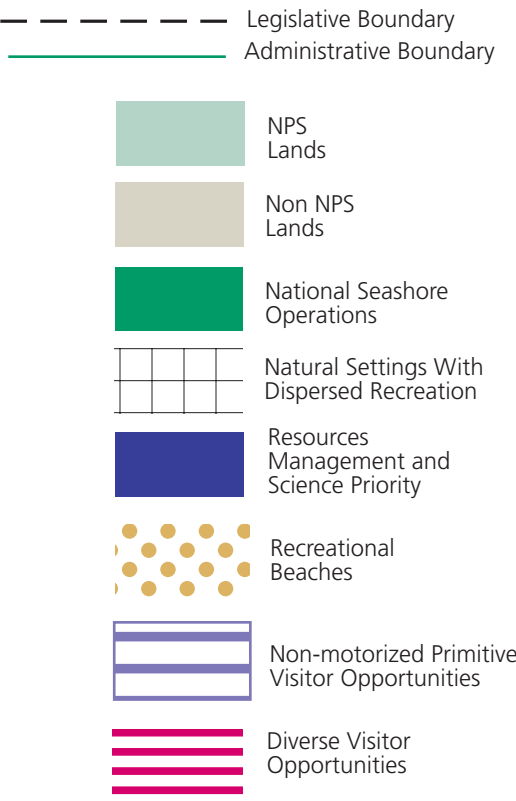 Legislative Boundary
Administrative Boundary
NPS
Lands
Non NPS
Lands
National Seashore
Operations
Natural Settings With
Dispersed Recreation
Resources
Management and
Science Priority
Recreational
Beaches
Non-motorized Primitive
Visitor Opportunities
Diverse Visitor
Opportunities